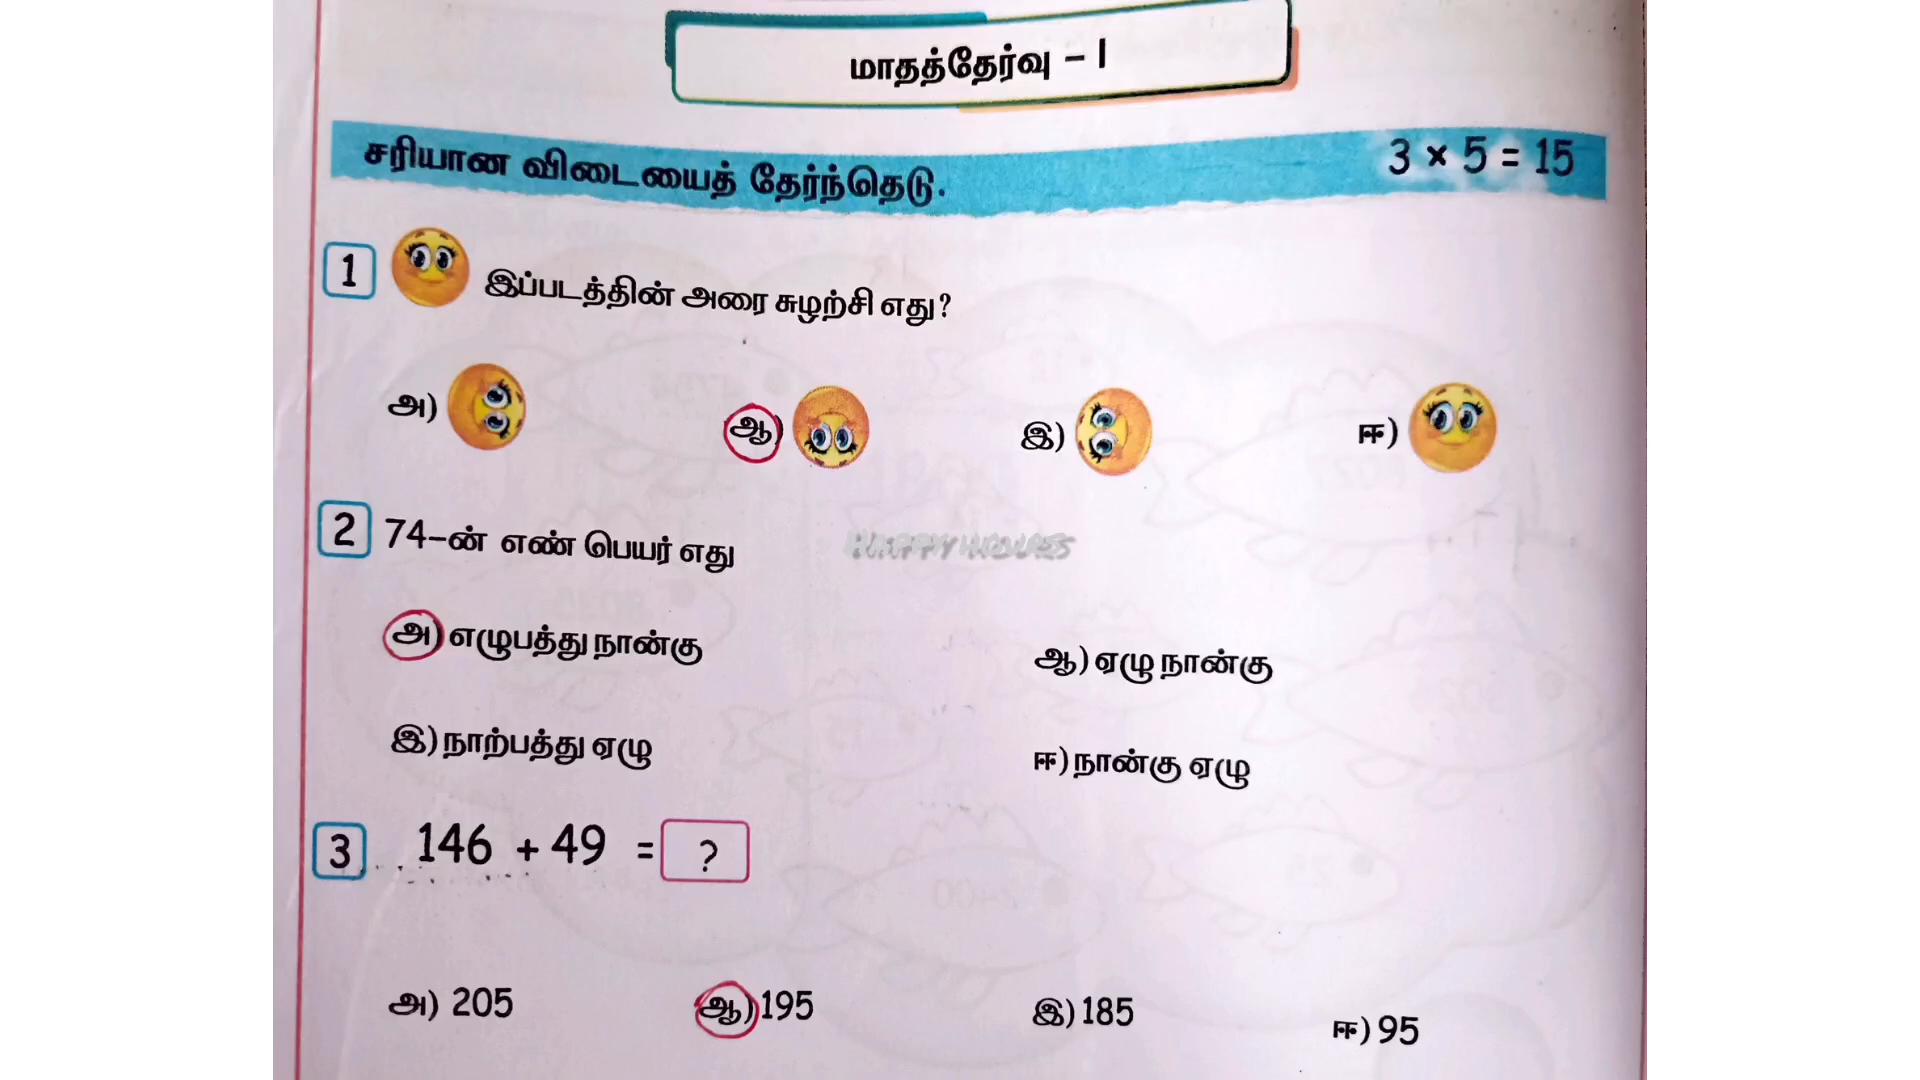 மாதத்தேர்வு - I
சரியான விடையைத் தேர்ந்தெடு. 3 × 5 = 15
1 இப்படத்தின் அரை சுழற்சி எது?
அ) ஆ) இ) ஈ)
2 74-ன் எண் பெயர் எது
அ) எழுபத்து நான்கு ஆ) ஏழு நான்கு
இ) நாற்பத்து ஏழு ஈ) நான்கு ஏழு
3 146 + 49 = ?
அ) 205 ஆ) 195 இ) 185 ஈ) 95